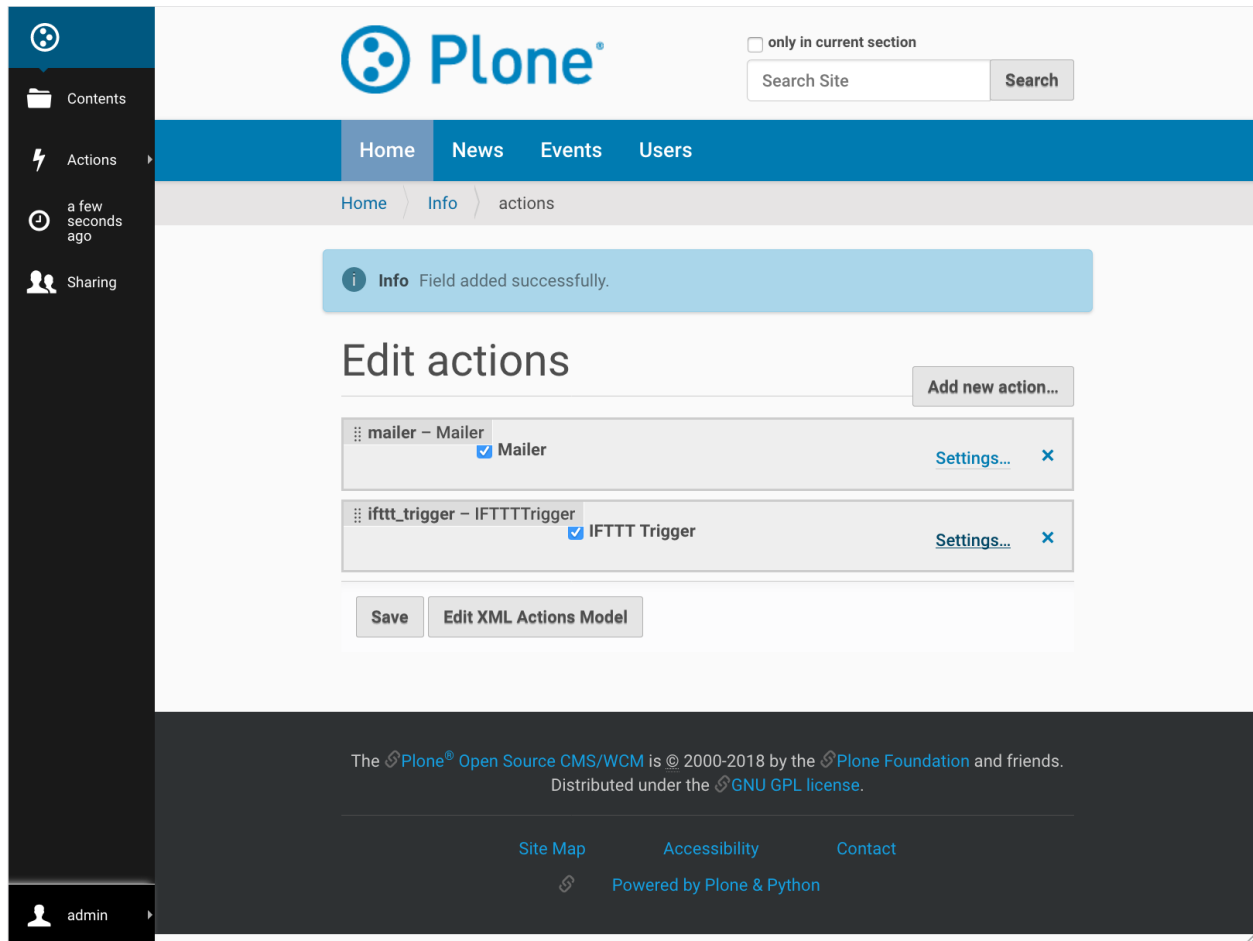 Contents
Actions
a few
seconds
ago
Sharing
admin
Plone®
only in current section
Search Site
Search
Home News Events Users
Home Info actions
i Info Field added successfully.
Edit actions
Add new action…
mailer – Mailer
Mailer
Settings… ×
ifttt_trigger – IFTTTTrigger
IFTTT Trigger
Settings… ×
Save Edit XML Actions Model
The Plone® Open Source CMS/WCM is © 2000-2018 by the Plone Foundation and friends.
Distributed under the GNU GPL license.
Site Map Accessibility Contact
Powered by Plone & Python